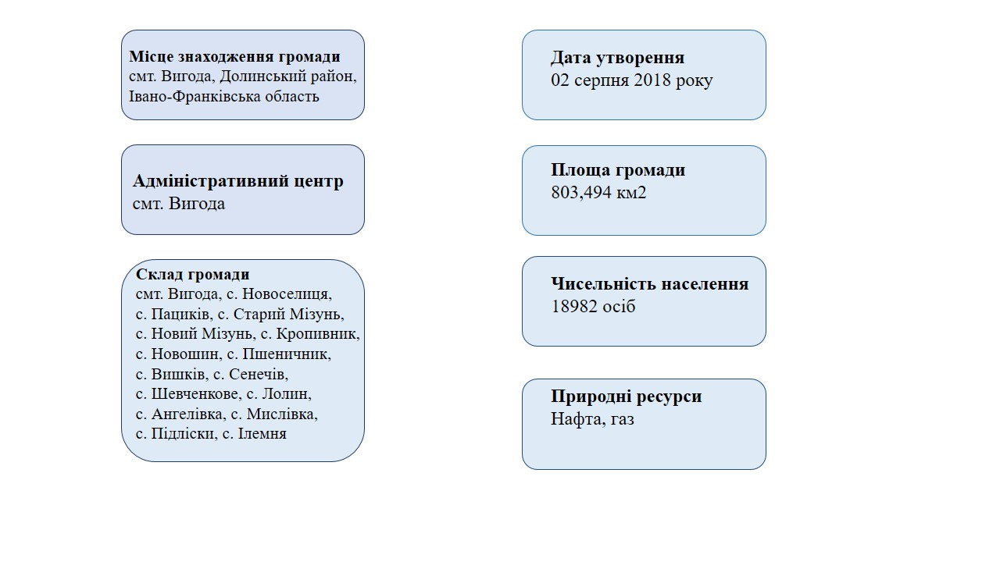 Місце знаходження громади
смт. Вигода, Долинський район,
Івано-Франківська область
Адміністративний центр
смт. Вигода
Склад громади
смт. Вигода, с. Новоселиця,
с. Пациків, с. Старий Мізунь,
с. Новий Мізунь, с. Кропивник,
с. Новошин, с. Пшеничник,
с. Вишків, с. Сенечів,
с. Шевченкове, с. Лолин,
с. Ангелівка, с. Мислівка,
с. Підліски, с. Ілемня
Дата утворення
02 серпня 2018 року
Площа громади
803,494 км2
Чисельність населення
18982 осіб
Природні ресурси
Нафта, газ